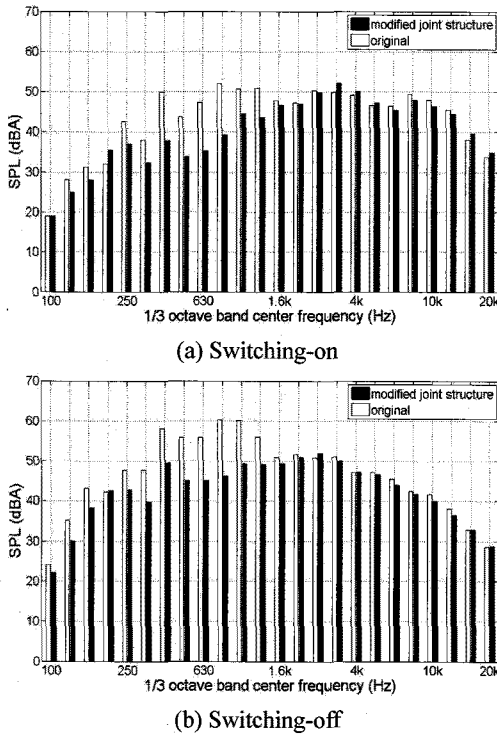 70
60
50
40
30
20
10
0
SPL (dBA)
modified joint structure
original
100 250 630 1.6k 4k 10k 20k
1/3 octave band center frequency (Hz)
(a) Switching-on
70
60
50
40
30
20
10
0
SPL (dBA)
modified joint structure
original
100 250 630 1.6k 4k 10k 20k
1/3 octave band center frequency (Hz)
(b) Switching-off